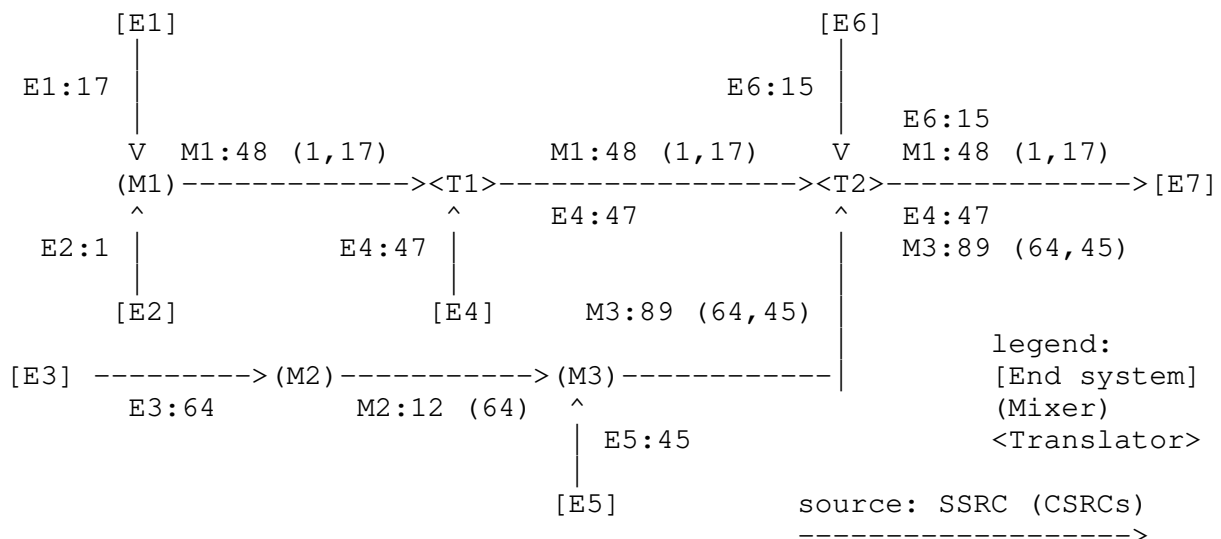 [E1] [E6]
E1:17 E6:15
E6:15
V M1:48 (1,17) M1:48 (1,17) V M1:48 (1,17)
(M1)-------------><T1>-----------------><T2>--------------->[E7]
^ ^ E4:47 ^ E4:47
E2:1 E4:47 M3:89 (64,45)
[E2] [E4] M3:89 (64,45)
legend:
[E3] --------->(M2)----------->(M3)------------| [End system]
E3:64 M2:12 (64) ^ (Mixer)
E5:45 <Translator>
[E5] source: SSRC (CSRCs)
------------------->